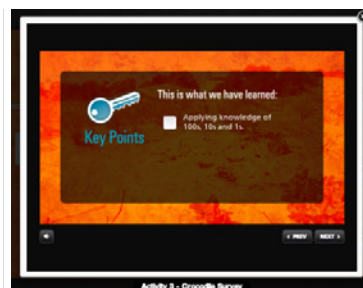 This is what we have learned:
Key Points
Applying knowledge of
100s, 10s and 1s.
< PREV
NEXT >
Activity 3 - Crocodile Survey